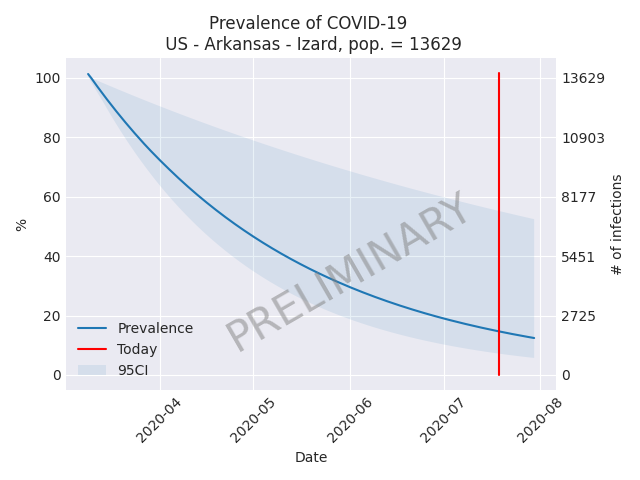 Prevalence of COVID-19
US - Arkansas - Izard, pop. = 13629
100
80
60
40
20
0
%
13629
10903
8177
5451
2725
0
# of infections
PRELIMINARY
Prevalence
Today
95CI
2020-04
2020-05
2020-06
2020-07
2020-08
Date